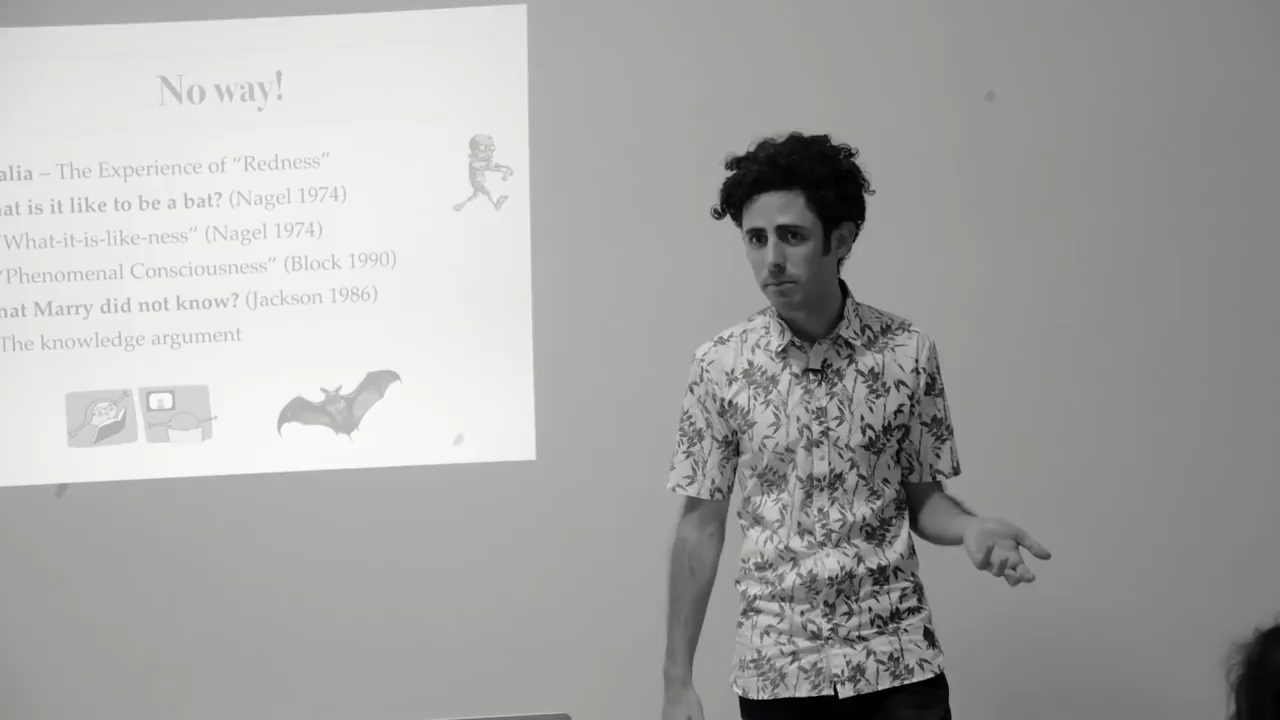 No way!
alia – The Experience of “Redness”
at is it like to be a bat? (Nagel 1974)
“What-it-is-like-ness” (Nagel 1974)
“Phenomenal Consciousness” (Block 1990)
hat Marry did not know? (Jackson 1986)
The knowledge argument